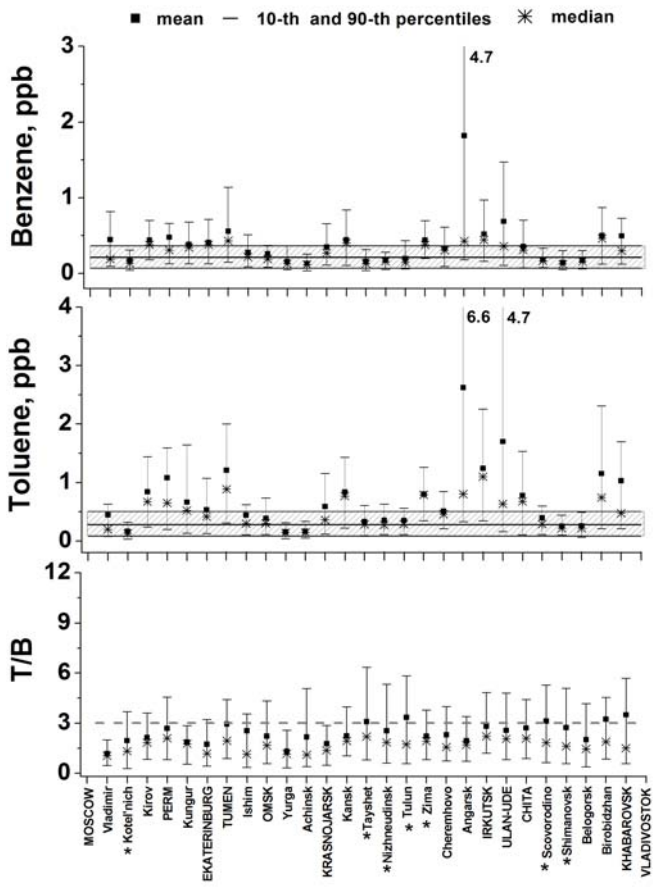 ■ mean — 10-th and 90-th percentiles ✳ median
Benzene, ppb
3
2
1
0
4.7
Toluene, ppb
4
3
2
1
0
6.6 4.7
T/B
12
9
6
3
0
MOSCOW
Vladimir
* Kotel'nich
Kirov
PERM
Kungur
EKATERINBURG
TUMEN
Ishim
OMSK
Yurga
Achinsk
KRASNOJARSK
Kansk
*Tayshet
*Nizhneudinsk
* Tulun
* Zima
Cheremhovo
Angarsk
IRKUTSK
ULAN-UDE
CHITA
* Scovorodino
*Shimanovsk
Belogorsk
Birobidzhan
KHABAROVSK
VLADIVOSTOK